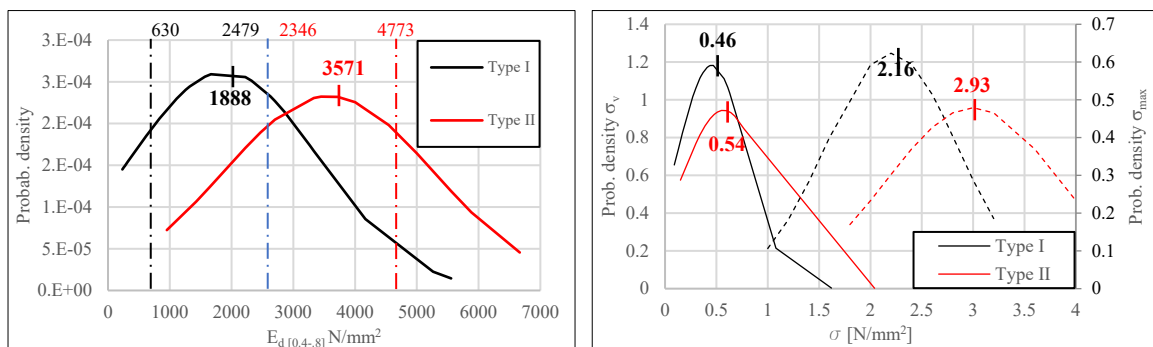 630 2479 2346 4773
3.E-04
3.E-04
2.E-04
2.E-04
1.E-04
5.E-05
0.E+00
Probab. density
1888
3571
Type I
Type II
0 1000 2000 3000 4000 5000 6000 7000
E_d [0,4-,8] N/mm²
1.4
1.2
1
0.8
0.6
0.4
0.2
0
Prob. density σ_v
0.46
0.54
2.16
2.93
Type I
Type II
0.7
0.6
0.5
0.4
0.3
0.2
0.1
0
Prob. density σ_max
0 0.5 1 1.5 2 2.5 3 3.5 4
σ [N/mm²]